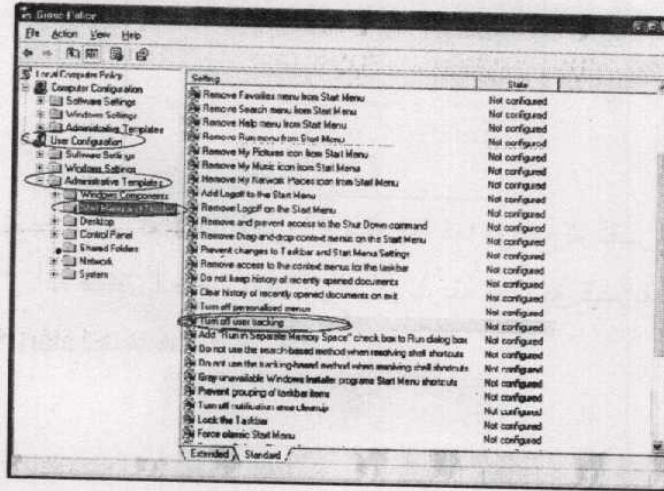 Group Policy
File Action View Help
Local Computer Policy
Computer Configuration
Software Settings
Windows Settings
Administrative Templates
User Configuration
Software Settings
Windows Settings
Administrative Templates
Windows Components
Desktop
Control Panel
Shared Folders
Network
System
Setting State
Remove Favorites menu from Start Menu Not configured
Remove Search menu from Start Menu Not configured
Remove Help menu from Start Menu Not configured
Remove Run menu from Start Menu Not configured
Remove My Pictures icon from Start Menu Not configured
Remove My Music icon from Start Menu Not configured
Remove My Network Places icon from Start Menu Not configured
Add Logoff to the Start Menu Not configured
Remove Logoff on the Start Menu Not configured
Remove and prevent access to the Shut Down command Not configured
Remove Drag-and-drop context menus on the Start Menu Not configured
Prevent changes to Taskbar and Start Menu Settings Not configured
Remove access to the context menus for the taskbar Not configured
Do not keep history of recently opened documents Not configured
Clear history of recently opened documents on exit Not configured
Turn off personalized menus Not configured
Turn off user tracking Not configured
Add "Run in Separate Memory Space" check box to Run dialog box Not configured
Do not use the search-based method when resolving shell shortcuts Not configured
Do not use the tracking-based method when resolving shell shortcuts Not configured
Gray unavailable Windows Installer programs Start Menu shortcuts Not configured
Prevent grouping of taskbar items Not configured
Turn off notification area cleanup Not configured
Lock the Taskbar Not configured
Force classic Start Menu Not configured
Extended Standard